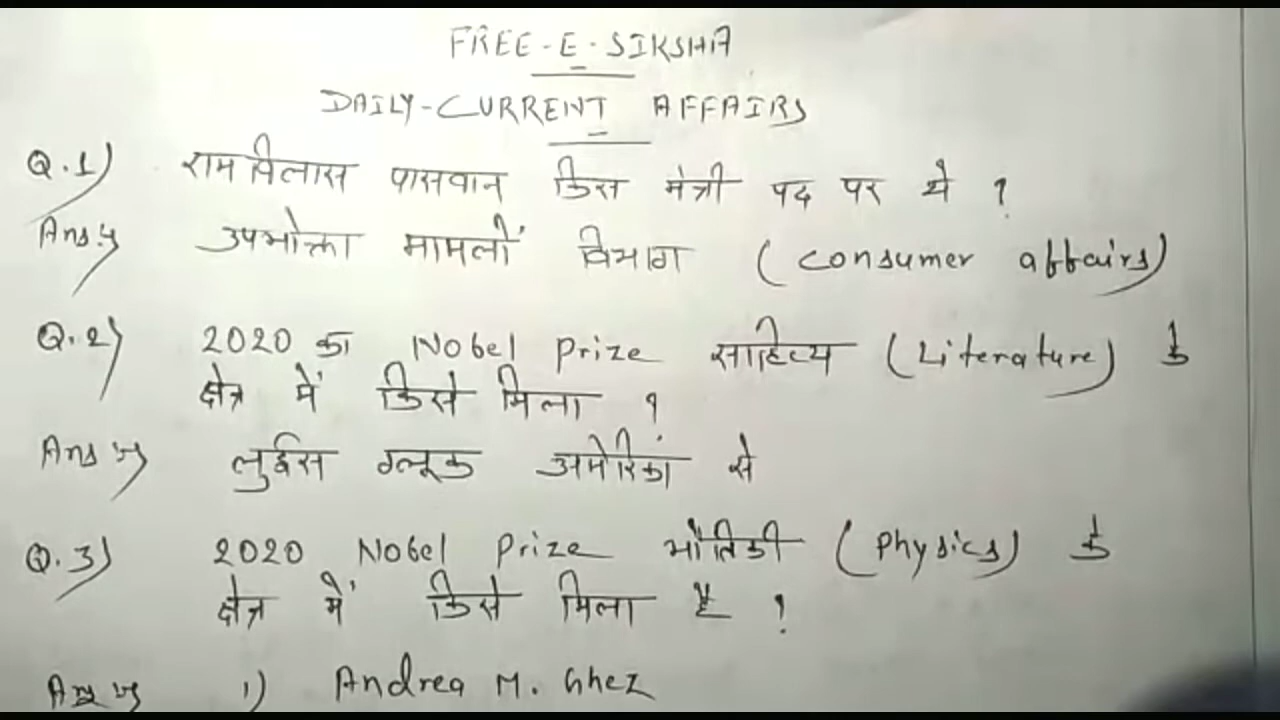 FREE-E-SIKSHA
DAILY-CURRENT AFFAIRS
Q.1) रामविलास पासवान किस मंत्री पद पर थे ?
Ans:- उपभोक्ता मामलों विभाग (consumer affairs)
Q.2) 2020 का Nobel Prize साहित्य (Literature) के
क्षेत्र में किसे मिला ?
Ans:- लुईस ग्लूक अमेरिका से
Q.3) 2020 Nobel Prize भौतिकी (Physics) के
क्षेत्र में किसे मिला है ?
Ans:- 1) Andrea M. Ghez